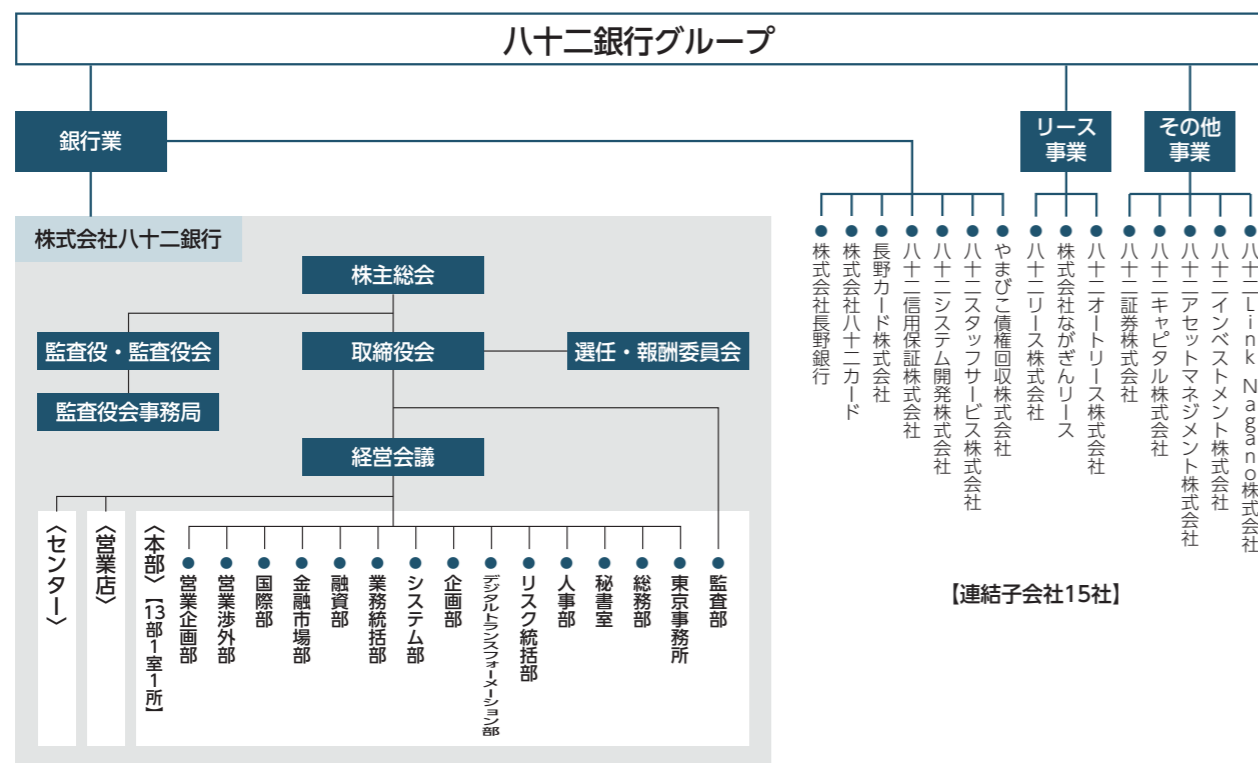 八十二銀行グループ
銀行業
リース
事業
その他
事業
株式会社八十二銀行
株主総会
監査役・監査役会
取締役会
選任・報酬委員会
監査役会事務局
経営会議
〈センター〉
〈営業店〉
〈本部〉【13部1室1所】
営業企画部
営業渉外部
国際部
金融市場部
融資部
業務統括部
システム部
企画部
デジタルトランスフォーメーション部
リスク統括部
人事部
秘書室
総務部
東京事務所
監査部
株式会社長野銀行
株式会社八十二カード
長野カード株式会社
八十二信用保証株式会社
八十二システム開発株式会社
八十二スタッフサービス株式会社
やまびこ債権回収株式会社
八十二リース株式会社
株式会社ながぎんリース
八十二オートリース株式会社
八十二証券株式会社
八十二キャピタル株式会社
八十二アセットマネジメント株式会社
八十二インベストメント株式会社
八十二Link Nagano株式会社
【連結子会社15社】